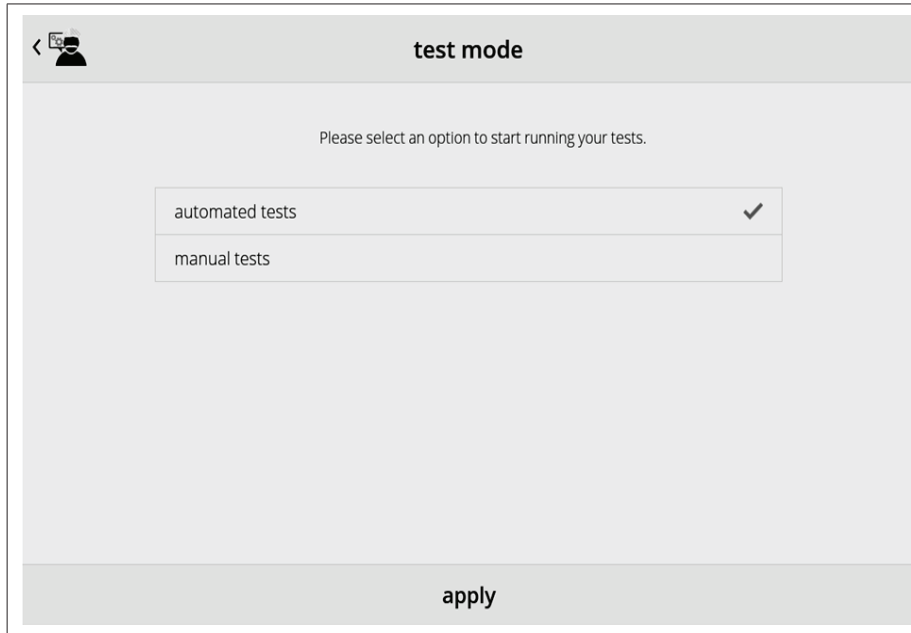 test mode
Please select an option to start running your tests.
automated tests
manual tests
apply